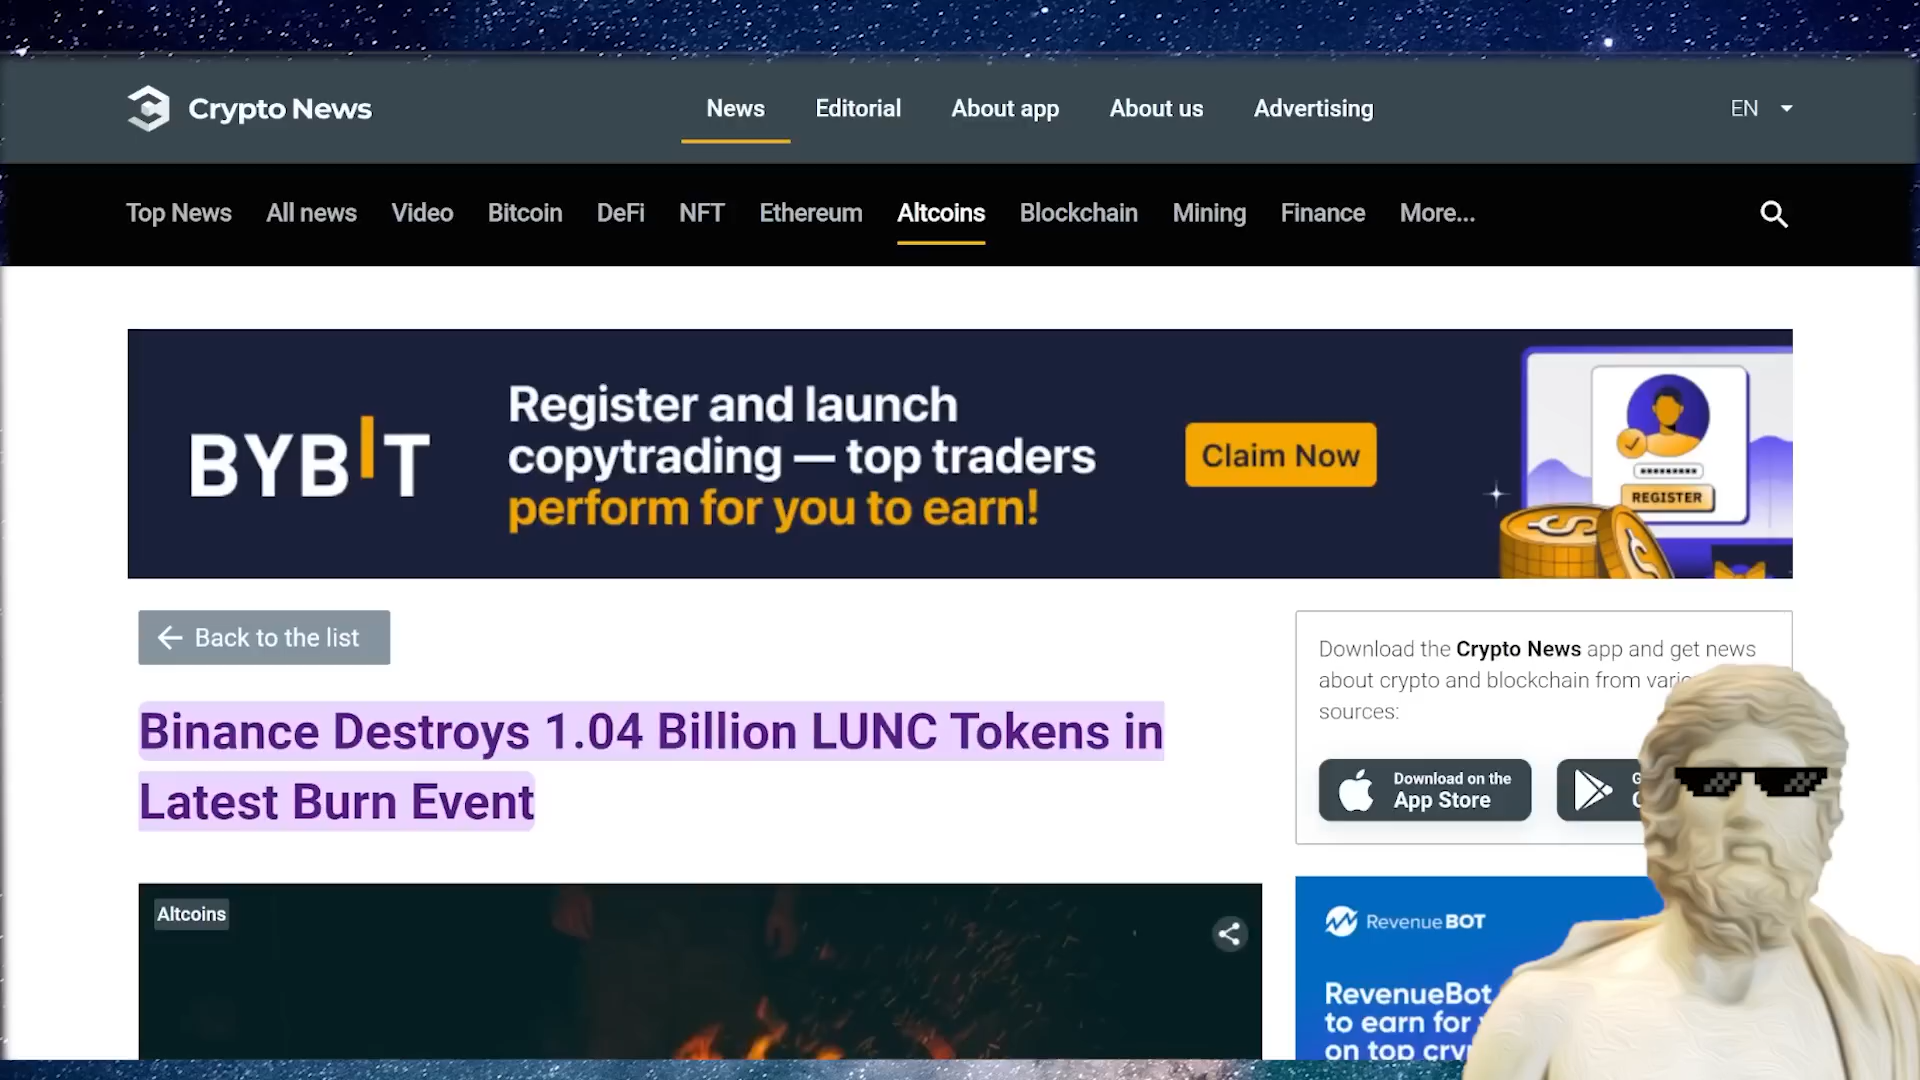 Crypto News
News Editorial About app About us Advertising
EN
Top News All news Video Bitcoin DeFi NFT Ethereum Altcoins Blockchain Mining Finance More...
BYBIT
Register and launch
copytrading — top traders
perform for you to earn!
Claim Now
REGISTER
Back to the list
Binance Destroys 1.04 Billion LUNC Tokens in
Latest Burn Event
Altcoins
Download the Crypto News app and get news
about crypto and blockchain from
sources:
Download on the
App Store
RevenueBOT
RevenueBot
to earn for
on top